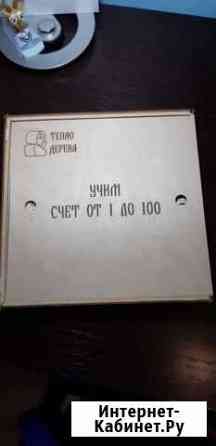 ТЕПЛО
ДЕРЕВА
УЧИМ
СЧЕТ ОТ 1 ДО 100
Интернет-
Кабинет.Ру